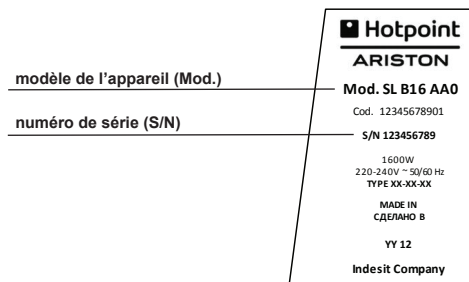 Hotpoint
ARISTON
modèle de l'appareil (Mod.)
Mod. SL B16 AA0
Cod. 12345678901
numéro de série (S/N)
S/N 123456789
1600W
220-240V ~ 50/60 Hz
TYPE XX-XX-XX
MADE IN
СДЕЛАНО В
YY 12
Indesit Company